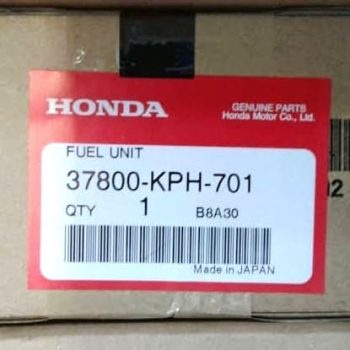 HONDA
GENUINE PARTS
Honda Motor Co., Ltd.
FUEL UNIT
37800-KPH-701
QTY 1 B8A30
Made in JAPAN